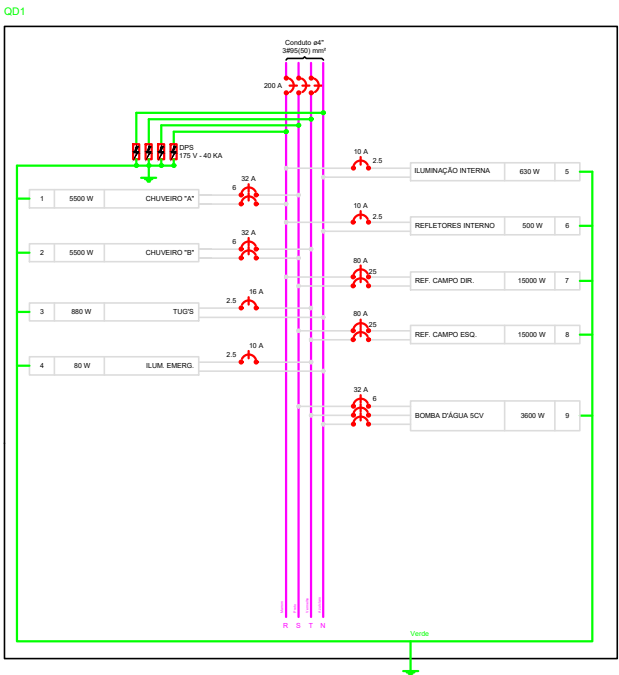 QD1
Conduto ø4"
3#95(50) mm²
200 A
DPS
175 V - 40 KA
10 A
2.5
ILUMINAÇÃO INTERNA 630 W 5
32 A
6
1 5500 W CHUVEIRO "A"
10 A
2.5
REFLETORES INTERNO 500 W 6
32 A
6
2 5500 W CHUVEIRO "B"
80 A
25
REF. CAMPO DIR. 15000 W 7
16 A
2.5
3 880 W TUG'S
80 A
25
REF. CAMPO ESQ. 15000 W 8
10 A
2.5
4 80 W ILUM. EMERG.
32 A
6
BOMBA D'ÁGUA 5CV 3600 W 9
R S T N
Verde